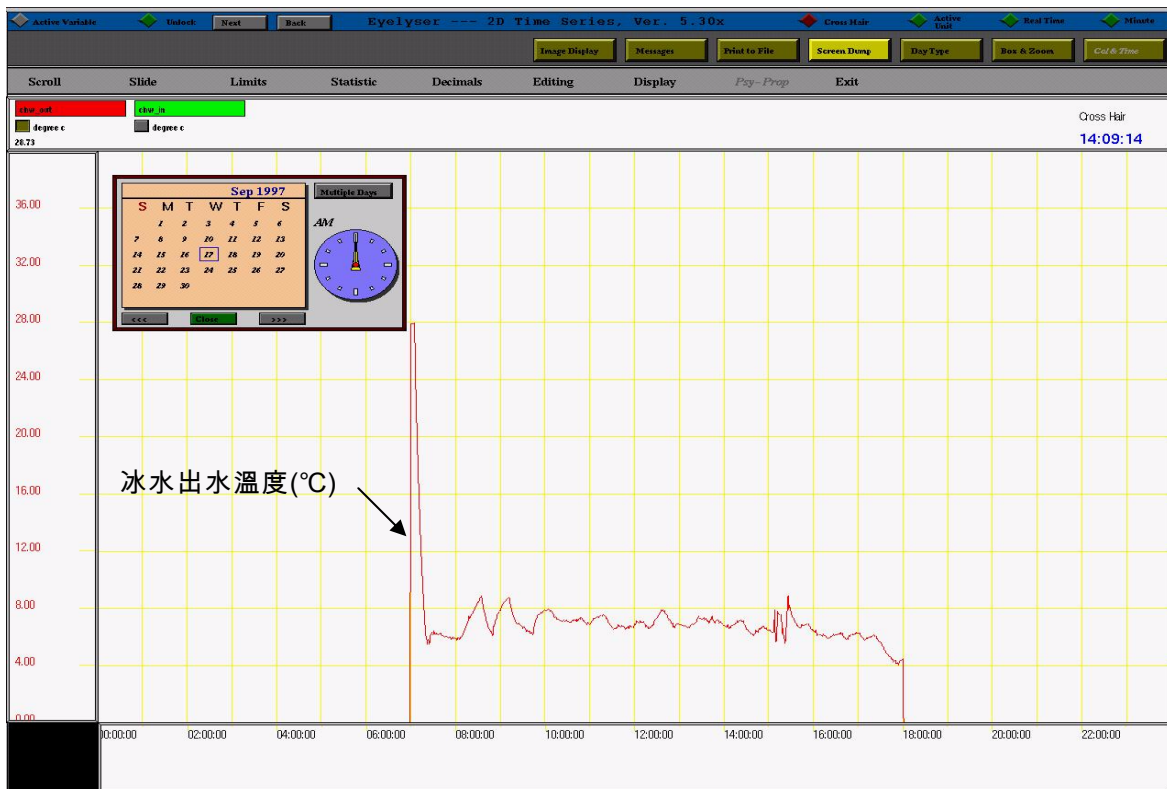 Active Variable Unlock Next Back Eyelyser --- 2D Time Series, Ver. 5.30x Cross Hair Active Unit Real Time Minute
Image Display Messages Print to File Screen Dump Day Type Box & Zoom Cal & Time
Scroll Slide Limits Statistic Decimals Editing Display Psy-Prop Exit
chw_out chw_in
degree c degree c
28.73
Cross Hair
14:09:14
Sep 1997 Multiple Days
S M T W T F S
AM
1 2 3 4 5 6
7 8 9 10 11 12 13
14 15 16 17 18 19 20
21 22 23 24 25 26 27
28 29 30
<<< Close >>>
36.00
32.00
28.00
24.00
20.00
16.00
12.00
8.00
4.00
0.00
冰水出水溫度(°C)
00:00:00 02:00:00 04:00:00 06:00:00 08:00:00 10:00:00 12:00:00 14:00:00 16:00:00 18:00:00 20:00:00 22:00:00